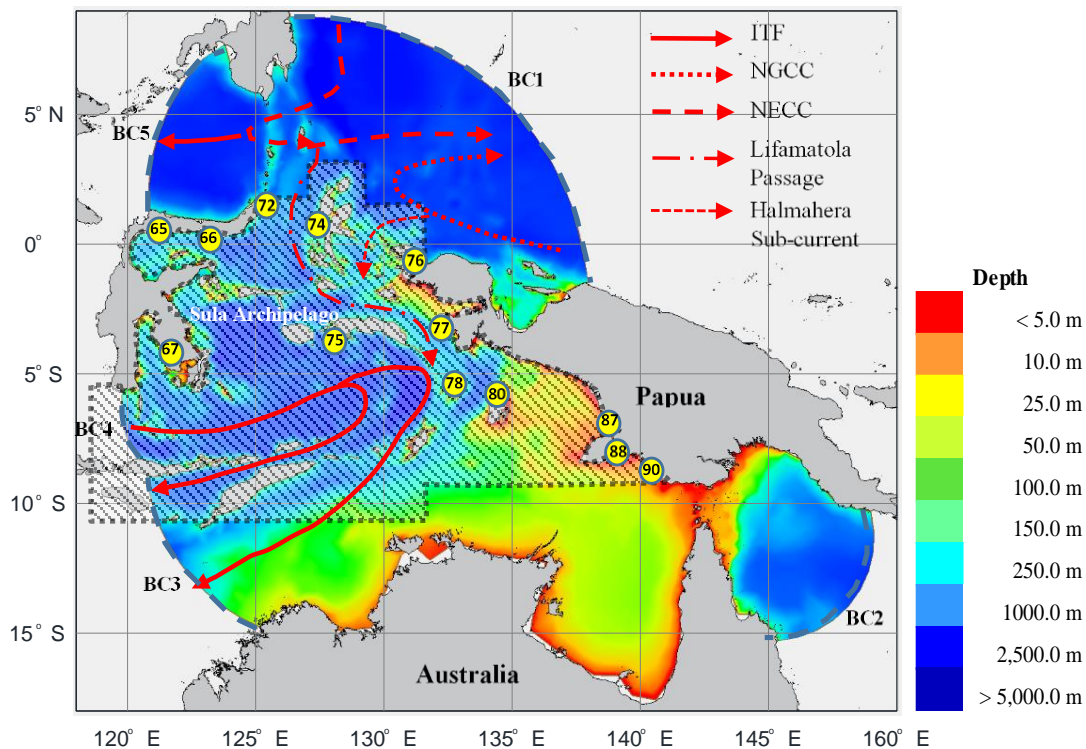 ITF
NGCC
NECC
Lifamatola
Passage
Halmahera
Sub-current
BC1
BC5
5° N
0°
5° S
10° S
15° S
72
65
66
74
76
Sula Archipelago
77
75
67
78
80
Papua
87
88
90
BC4
BC3
BC2
Australia
120° E
125° E
130° E
135° E
140° E
145° E
150° E
Depth
< 5.0 m
10.0 m
25.0 m
50.0 m
100.0 m
150.0 m
250.0 m
1000.0 m
2,500.0 m
> 5,000.0 m